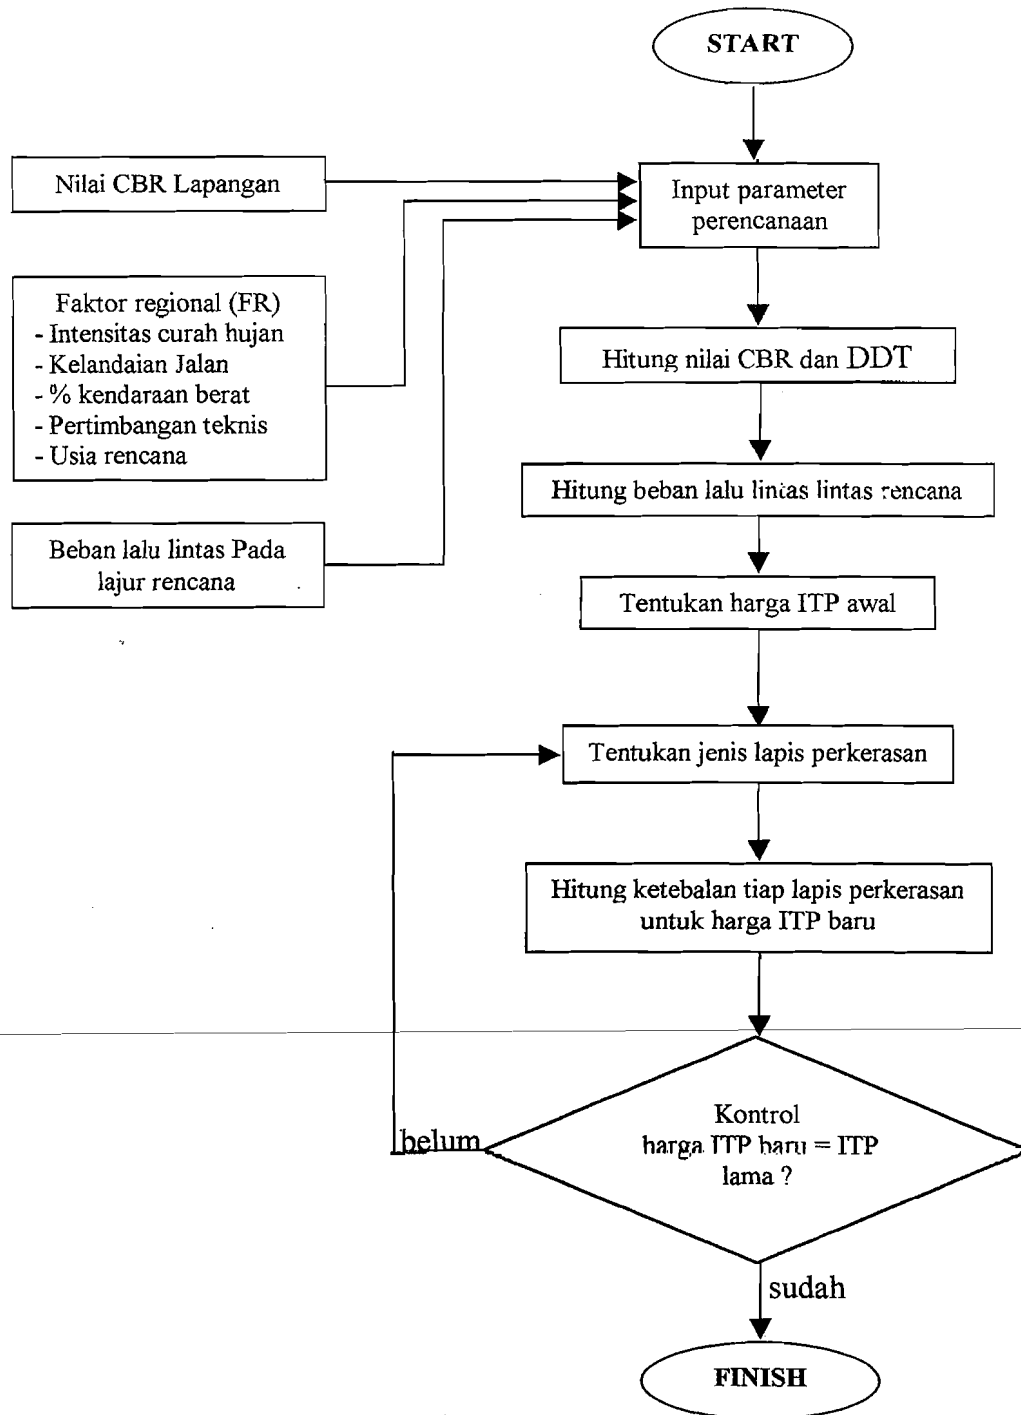 START
Nilai CBR Lapangan
Input parameter
perencanaan
Faktor regional (FR)
- Intensitas curah hujan
- Kelandaian Jalan
- % kendaraan berat
- Pertimbangan teknis
- Usia rencana
Hitung nilai CBR dan DDT
Hitung beban lalu lintas lintas rencana
Beban lalu lintas Pada
lajur rencana
Tentukan harga ITP awal
Tentukan jenis lapis perkerasan
Hitung ketebalan tiap lapis perkerasan
untuk harga ITP baru
Kontrol
harga ITP baru = ITP
lama ?
belum
sudah
FINISH